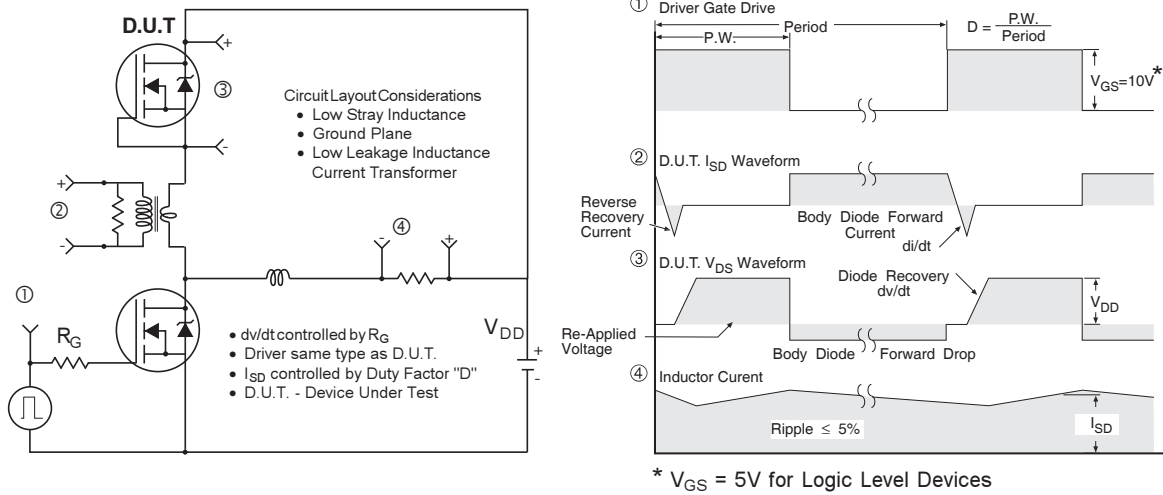 D.U.T
+
③
-
Circuit Layout Considerations
• Low Stray Inductance
• Ground Plane
• Low Leakage Inductance
Current Transformer
+
②
-
④
-
+
①
RG
VDD
+
-
• dv/dt controlled by RG
• Driver same type as D.U.T.
• ISD controlled by Duty Factor "D"
• D.U.T. - Device Under Test
① Driver Gate Drive
P.W.
Period
D = P.W. / Period
VGS=10V*
② D.U.T. ISD Waveform
Reverse
Recovery
Current
Body Diode Forward
Current
di/dt
③ D.U.T. VDS Waveform
Diode Recovery
dv/dt
VDD
Re-Applied
Voltage
Body Diode Forward Drop
④ Inductor Curent
Ripple ≤ 5%
ISD
* VGS = 5V for Logic Level Devices